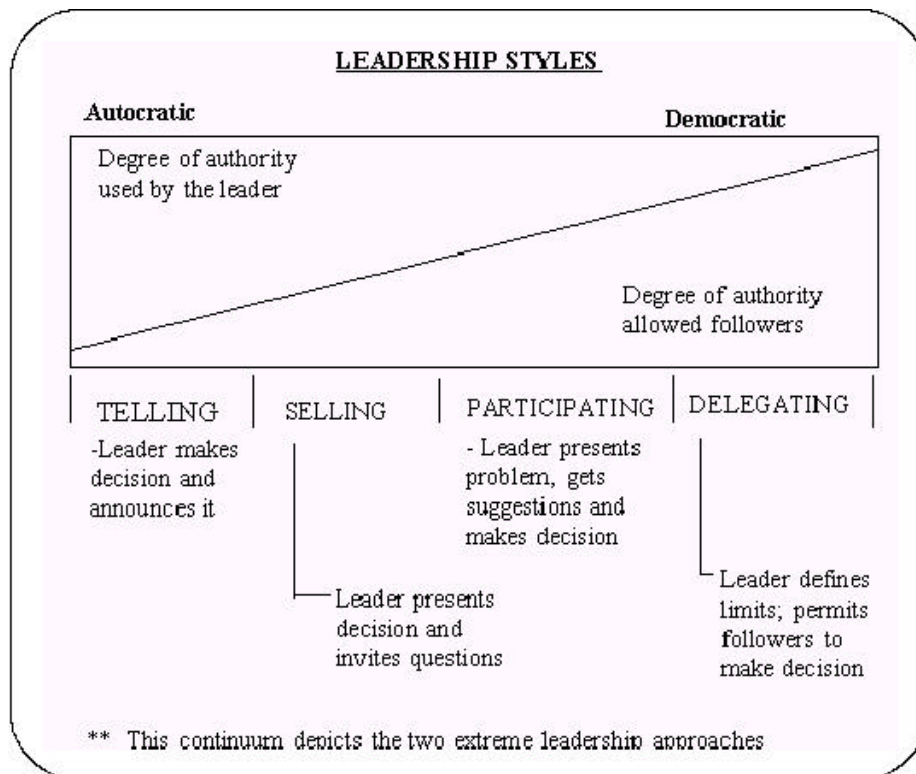 LEADERSHIP STYLES
Autocratic
Democratic
Degree of authority
used by the leader
Degree of authority
allowed followers
TELLING
-Leader makes
decision and
announces it
SELLING
Leader presents
decision and
invites questions
PARTICIPATING
- Leader presents
problem, gets
suggestions and
makes decision
DELEGATING
Leader defines
limits; permits
followers to
make decision
** This continuum depicts the two extreme leadership approaches